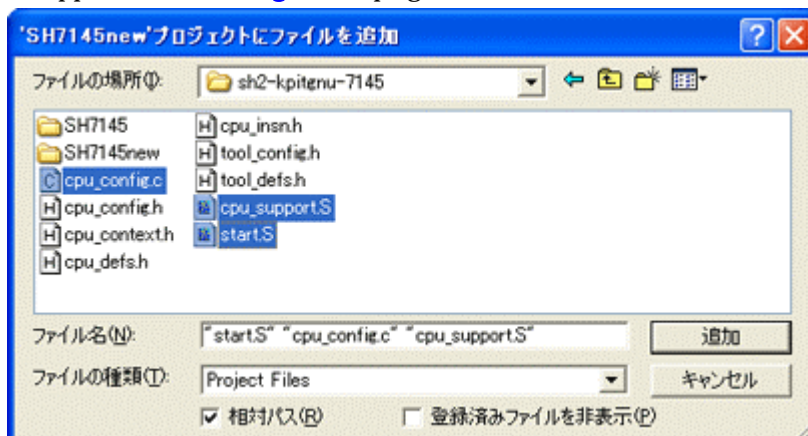 'SH7145new'プロジェクトにファイルを追加
ファイルの場所(I): sh2-kpitgnu-7145
SH7145
SH7145new
cpu_config.c
cpu_config.h
cpu_context.h
cpu_defs.h
cpu_insn.h
tool_config.h
tool_defs.h
cpu_support.S
start.S
ファイル名(N): "start.S" "cpu_config.c" "cpu_support.S" 追加
ファイルの種類(T): Project Files キャンセル
相対パス(R) 登録済みファイルを非表示(P)